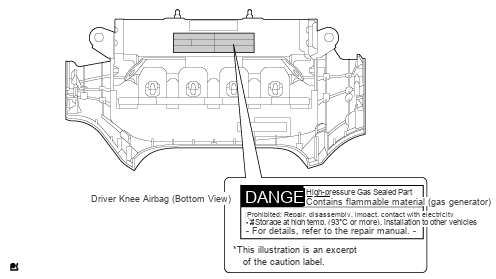 Driver Knee Airbag (Bottom View)
DANGE
High-pressure Gas Sealed Part
Contains flammable material (gas generator)
Prohibited: Repair, disassembly, impact, contact with electricity
Storage at high temp. (93°C or more), Installation to other vehicles
- For details, refer to the repair manual. -
*This illustration is an excerpt
of the caution label.